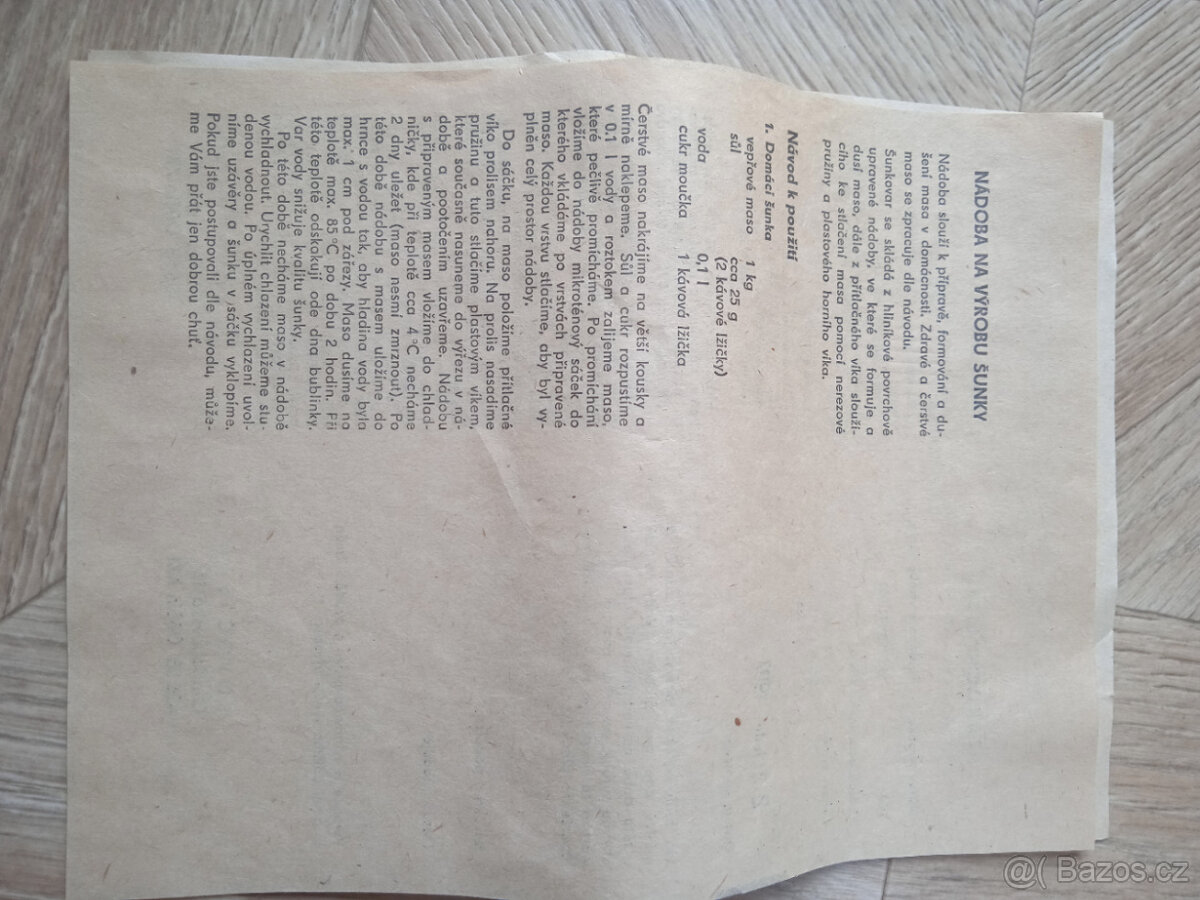 NÁDOBA NA VÝROBU ŠUNKY
Nádoba slouží k přípravě, formování a du-
šení masa v domácnosti. Zdravé a čerstvé
maso se zpracuje dle návodu.
Šunkovar se skládá z hliníkové povrchově
upravené nádoby, ve které se formuje a
dusí maso, dále z přítlačného víka slouží-
cího ke stlačení masa pomocí nerezové
pružiny a plastového horního víka.
Návod k použití
1. Domácí šunka
vepřové maso 1 kg
sůl cca 25 g
(2 kávové lžičky)
voda 0,1 l
cukr moučka 1 kávová lžička
Čerstvé maso nakrájíme na větší kousky a
mírně naklepeme. Sůl a cukr rozpustíme
v 0.1 l vody a roztokem zalijeme maso,
které pečlivě promícháme. Po promíchání
vložíme do nádoby mikroténový sáček do
kterého vkládáme po vrstvách připravené
maso. Každou vrstvu stlačíme, aby byl vy-
plněn celý prostor nádoby.
Do sáčku, na maso položíme přítlačné
víko prolisem nahoru. Na prolis nasadíme
pružinu a tuto stlačíme plastovým víkem,
které současně nasuneme do výřezu v ná-
době a pootočením uzavřeme. Nádobu
s připraveným masem vložíme do chlad-
ničky, kde při teplotě cca 4 °C necháme
2 dny uležet (maso nesmí zmrznout). Po
této době nádobu s masem uložíme do
hrnce s vodou tak, aby hladina vody byla
max. 1 cm pod zářezy. Maso dusíme na
teplotě max. 85 °C po dobu 2 hodin. Při
této teplotě odskakují ode dna bublinky.
Var vody snižuje kvalitu šunky.
Po této době necháme maso v nádobě
vychladnout. Urychlit chlazení můžeme stu-
denou vodou. Po úplném vychlazení uvol-
níme uzávěry a šunku v sáčku vyklopíme.
Pokud jste postupovali dle návodu, může-
me Vám přát jen dobrou chuť.
@( Bazos.cz